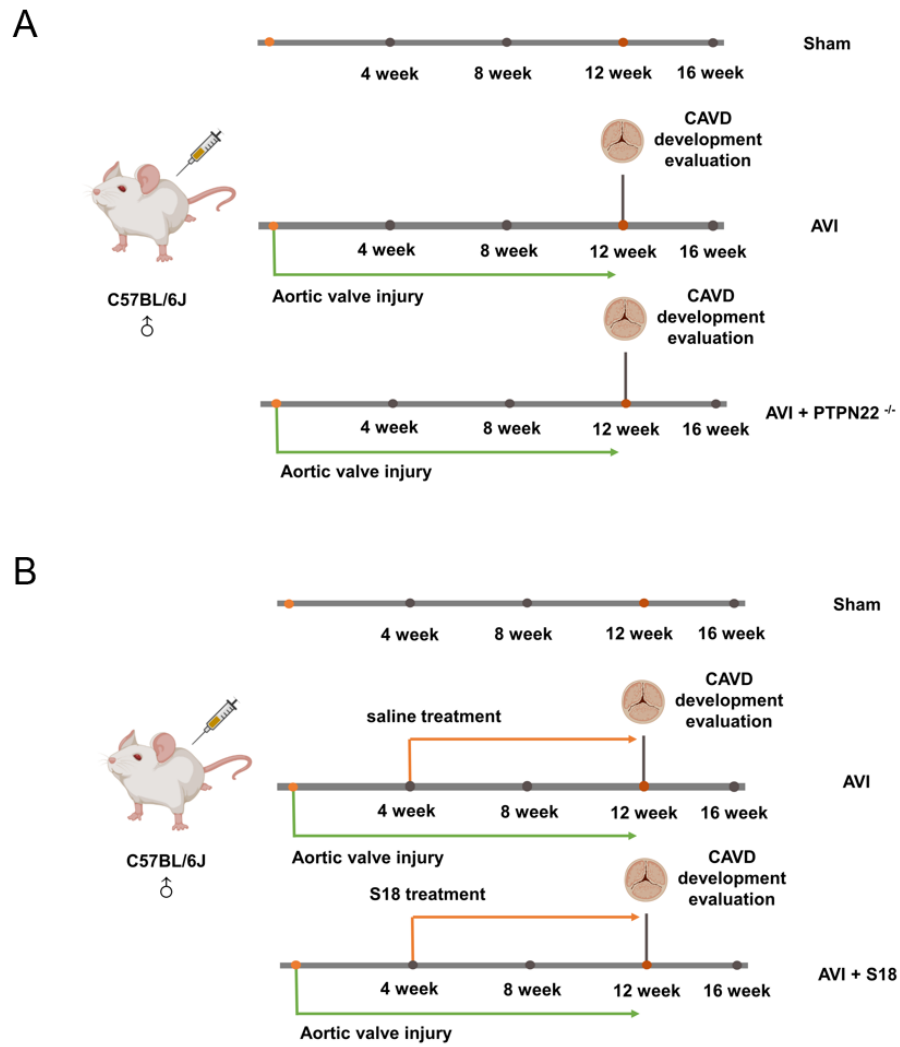 A
Sham
4 week 8 week 12 week 16 week
CAVD
development
evaluation
AVI
4 week 8 week 12 week 16 week
Aortic valve injury
C57BL/6J
♂
CAVD
development
evaluation
AVI + PTPN22 -/-
4 week 8 week 12 week 16 week
Aortic valve injury
B
Sham
4 week 8 week 12 week 16 week
CAVD
development
evaluation
saline treatment
AVI
4 week 8 week 12 week 16 week
Aortic valve injury
C57BL/6J
♂
CAVD
development
evaluation
S18 treatment
AVI + S18
4 week 8 week 12 week 16 week
Aortic valve injury